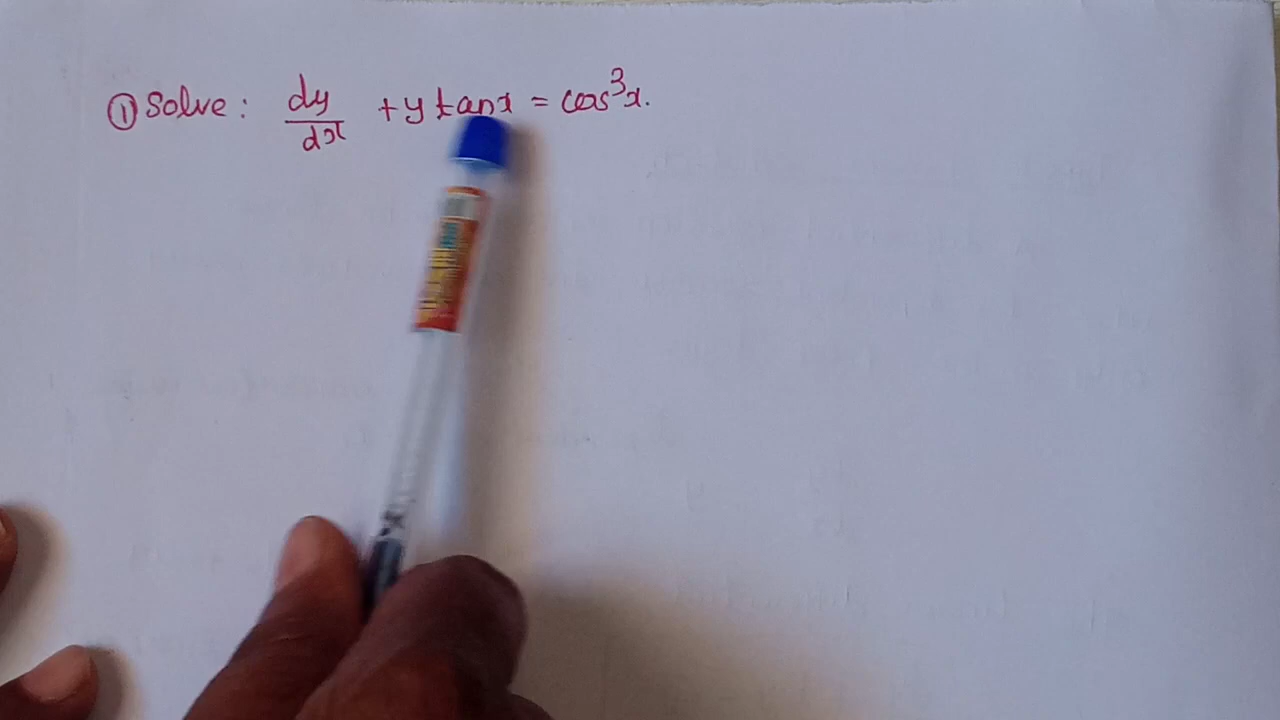 ① Solve: dy/dx + y tanx = cos³x.